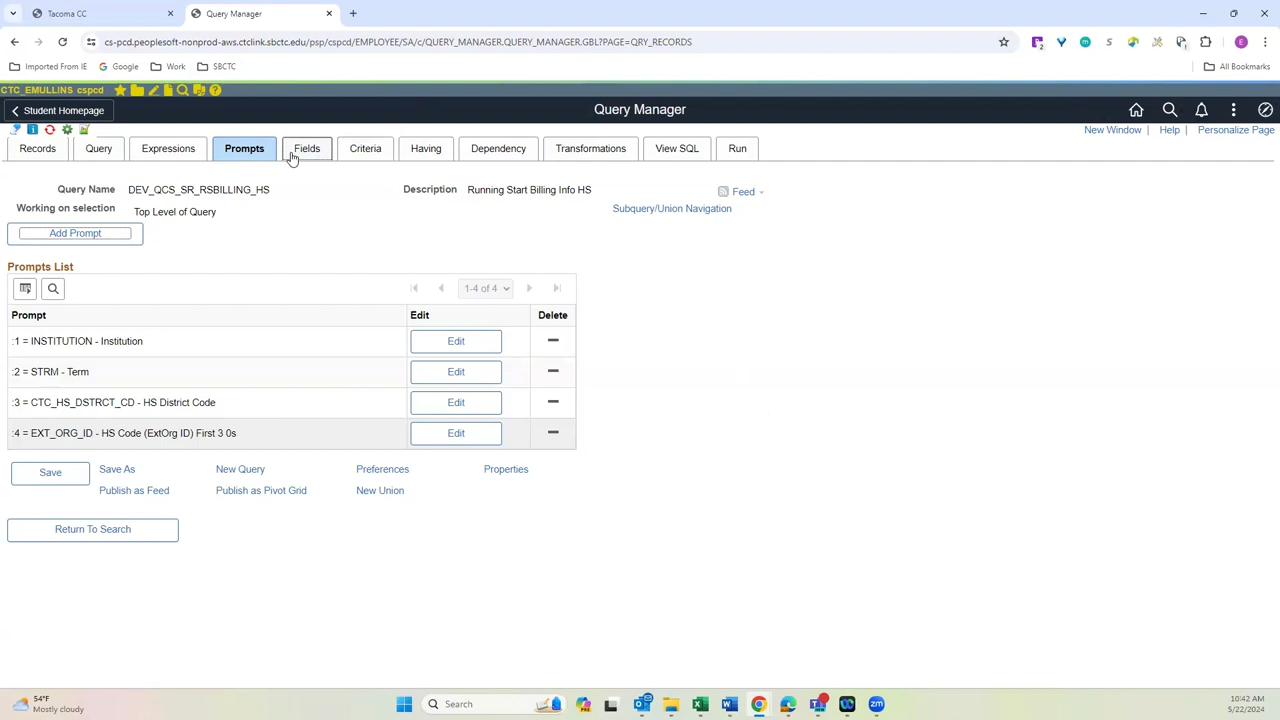 Tacoma CC
Query Manager
cs-pcd.peoplesoft-nonprod-aws.ctclink.sbctc.edu/psp/cspcd/EMPLOYEE/SA/c/QUERY_MANAGER.QUERY_MANAGER.GBL?PAGE=QRY_RECORDS
Imported From IE
Google
Work
SBCTC
All Bookmarks
CTC_EMULLINS cspcd
Student Homepage
Query Manager
New Window | Help | Personalize Page
Records
Query
Expressions
Prompts
Fields
Criteria
Having
Dependency
Transformations
View SQL
Run
Query Name DEV_QCS_SR_RSBILLING_HS
Description Running Start Billing Info HS
Feed
Working on selection Top Level of Query
Subquery/Union Navigation
Add Prompt
Prompts List
1-4 of 4
Prompt Edit Delete
:1 = INSTITUTION - Institution Edit
:2 = STRM - Term Edit
:3 = CTC_HS_DSTRCT_CD - HS District Code Edit
:4 = EXT_ORG_ID - HS Code (ExtOrg ID) First 3 0s Edit
Save
Save As
New Query
Preferences
Properties
Publish as Feed
Publish as Pivot Grid
New Union
Return To Search
54°F
Mostly cloudy
Search
10:42 AM
5/22/2024